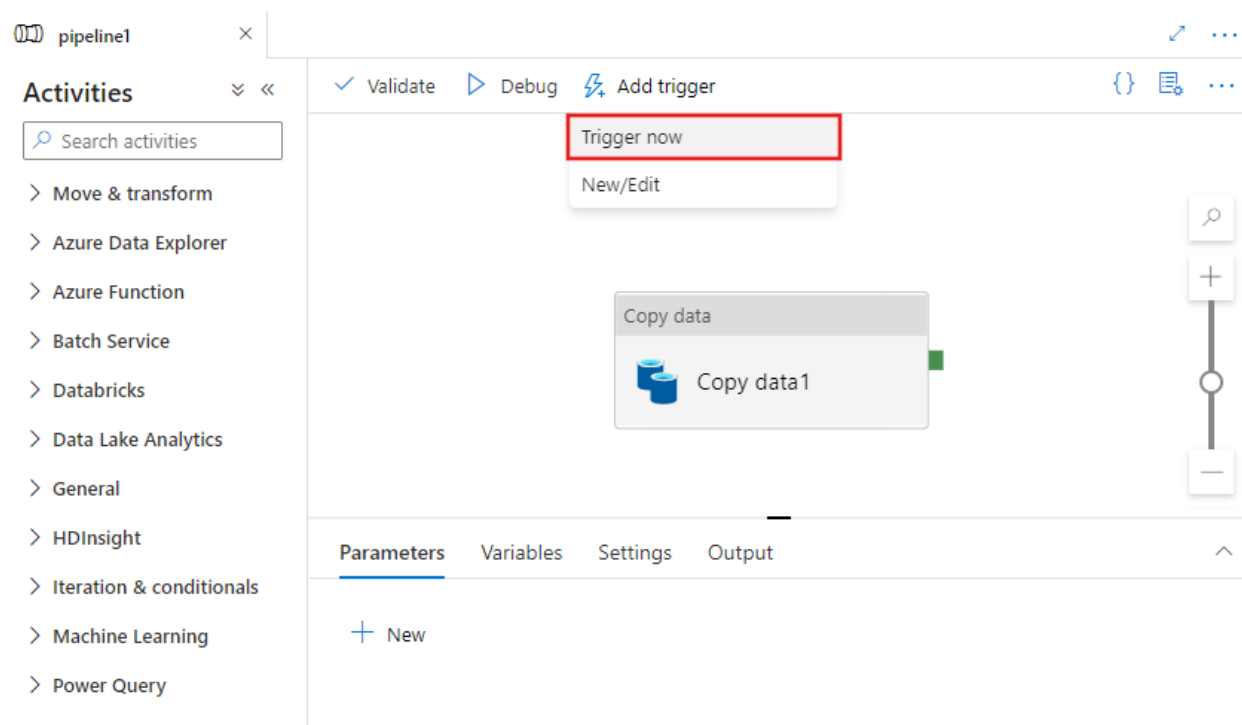 pipeline1
Activities
Validate
Debug
Add trigger
{}
Search activities
Trigger now
New/Edit
Move & transform
Azure Data Explorer
Azure Function
Batch Service
Databricks
Data Lake Analytics
General
HDInsight
Iteration & conditionals
Machine Learning
Power Query
Copy data
Copy data1
Parameters
Variables
Settings
Output
New